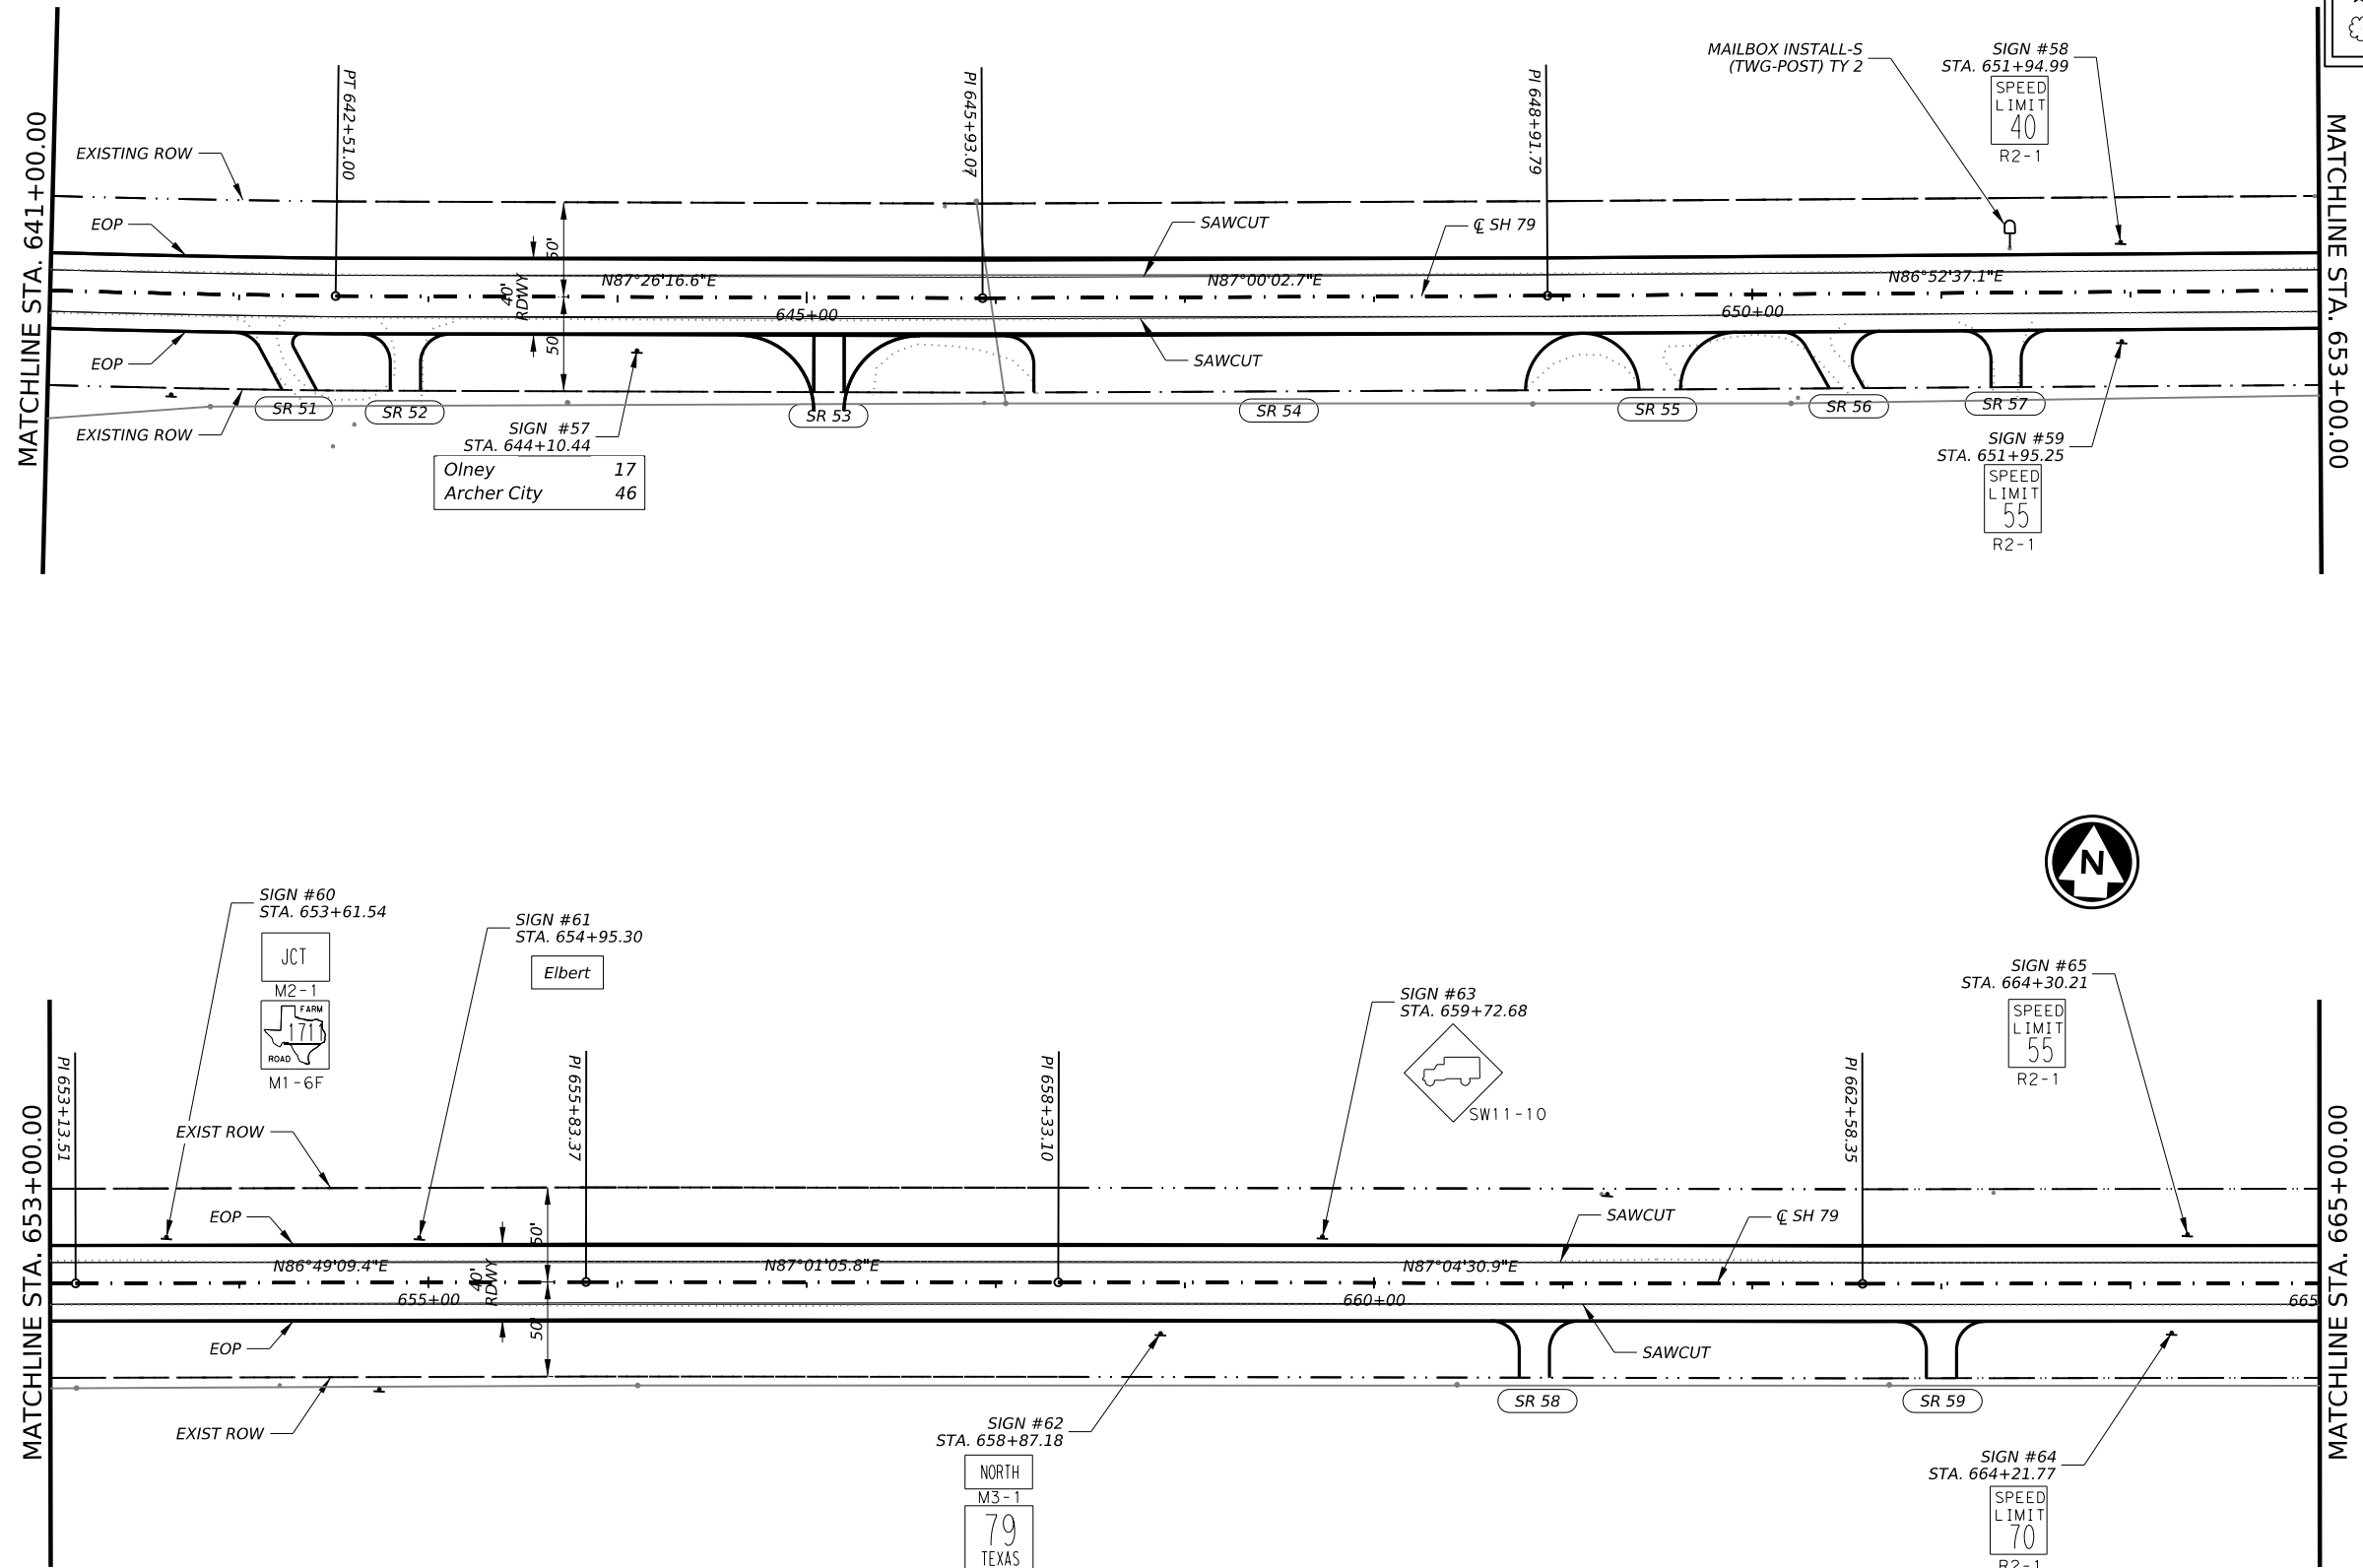 MATCHLINE STA. 641+00.00
EXISTING ROW
EOP
EOP
EXISTING ROW
PT 642+51.00
PI 645+93.07
PI 648+91.79
MAILBOX INSTALL-S
(TWG-POST) TY 2
SIGN #58
STA. 651+94.99
SPEED
LIMIT
40
R2-1
MATCHLINE STA. 653+00.00
50'
40'
RDWY
50'
N87°26'16.6"E
645+00
SAWCUT
N87°00'02.7"E
℄ SH 79
SAWCUT
650+00
N86°52'37.1"E
SR 51
SR 52
SR 53
SR 54
SR 55
SR 56
SR 57
SIGN #57
STA. 644+10.44
Olney 17
Archer City 46
SIGN #59
STA. 651+95.25
SPEED
LIMIT
55
R2-1
MATCHLINE STA. 653+00.00
SIGN #60
STA. 653+61.54
JCT
M2-1
FARM
1711
ROAD
M1-6F
SIGN #61
STA. 654+95.30
Elbert
PI 653+13.51
EXIST ROW
EOP
EOP
EXIST ROW
PI 655+83.37
PI 658+33.10
PI 662+58.35
SIGN #63
STA. 659+72.68
SW11-10
N
SIGN #65
STA. 664+30.21
SPEED
LIMIT
55
R2-1
MATCHLINE STA. 665+00.00
N86°49'09.4"E
655+00
50'
40'
RDWY
50'
N87°01'05.8"E
N87°04'30.9"E
660+00
SAWCUT
℄ SH 79
SAWCUT
665
SR 58
SR 59
SIGN #62
STA. 658+87.18
NORTH
M3-1
79
TEXAS
SIGN #64
STA. 664+21.77
SPEED
LIMIT
70
R2-1